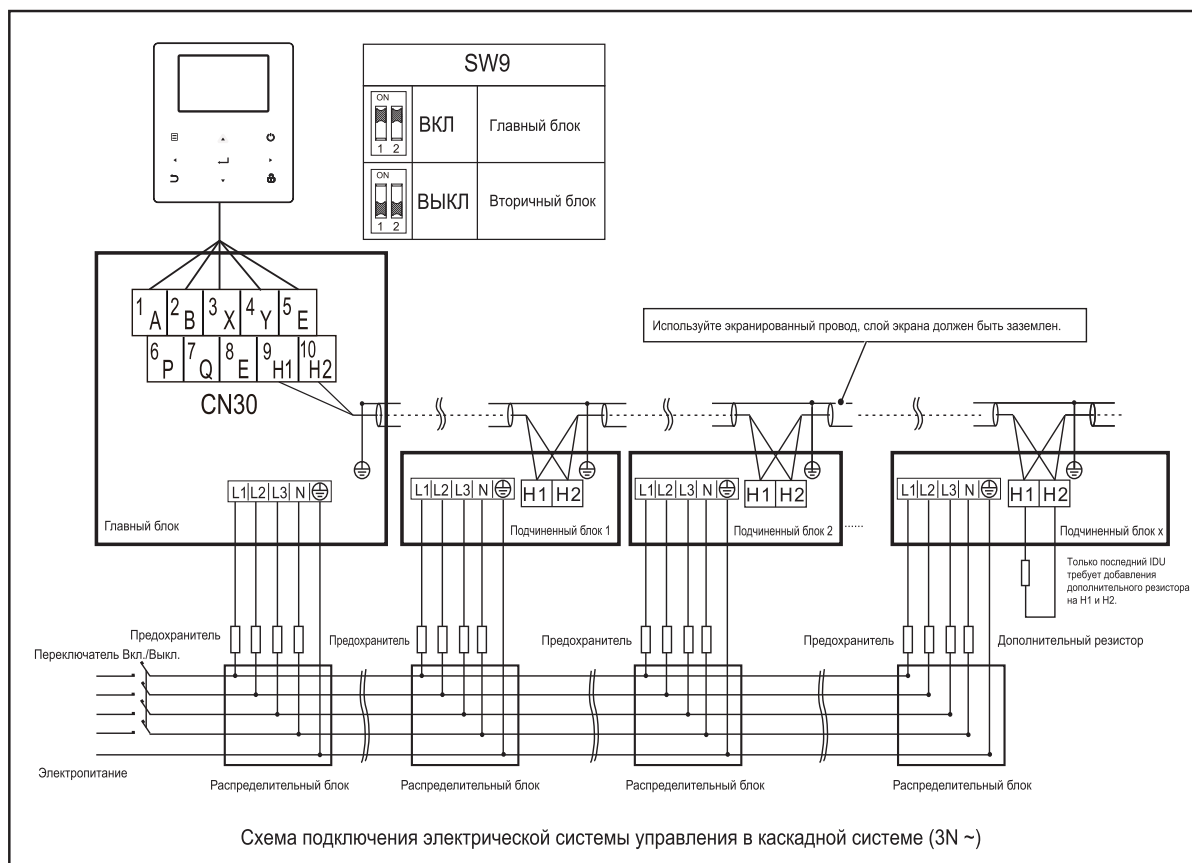 SW9
ON
1 2
ВКЛ
Главный блок
ON
1 2
ВЫКЛ
Вторичный блок
1 A 2 B 3 X 4 Y 5 E
6 P 7 Q 8 E 9 H1 10 H2
CN30
Используйте экранированный провод, слой экрана должен быть заземлен.
L1 L2 L3 N
Главный блок
L1 L2 L3 N
H1 H2
Подчиненный блок 1
L1 L2 L3 N
H1 H2
Подчиненный блок 2
......
L1 L2 L3 N
H1 H2
Подчиненный блок x
Только последний IDU
требует добавления
дополнительного резистора
на H1 и H2.
Предохранитель
Предохранитель
Предохранитель
Предохранитель
Дополнительный резистор
Переключатель Вкл./Выкл.
Электропитание
Распределительный блок
Распределительный блок
Распределительный блок
Распределительный блок
Схема подключения электрической системы управления в каскадной системе (3N ~)